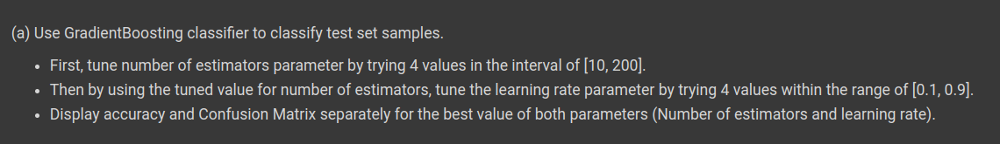 (a) Use GradientBoosting classifier to classify test set samples.
• First, tune number of estimators parameter by trying 4 values in the interval of [10, 200].
• Then by using the tuned value for number of estimators, tune the learning rate parameter by trying 4 values within the range of [0.1, 0.9].
• Display accuracy and Confusion Matrix separately for the best value of both parameters (Number of estimators and learning rate).